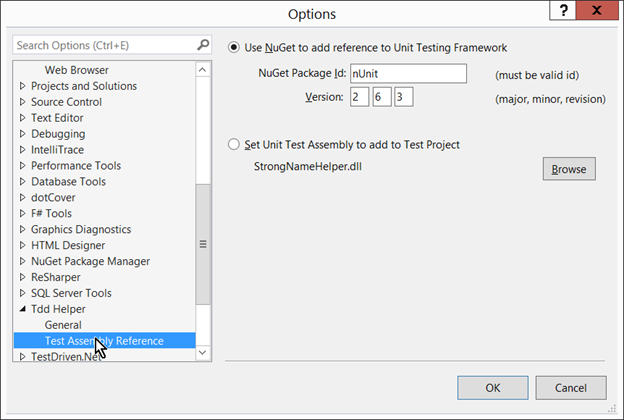 Options
?
X
Search Options (Ctrl+E)
Web Browser
Projects and Solutions
Source Control
Text Editor
Debugging
IntelliTrace
Performance Tools
Database Tools
dotCover
F# Tools
Graphics Diagnostics
HTML Designer
NuGet Package Manager
ReSharper
SQL Server Tools
Tdd Helper
General
Test Assembly Reference
TestDriven.Net
Use NuGet to add reference to Unit Testing Framework
NuGet Package Id: nUnit (must be valid id)
Version: 2 6 3 (major, minor, revision)
Set Unit Test Assembly to add to Test Project
StrongNameHelper.dll
Browse
OK
Cancel